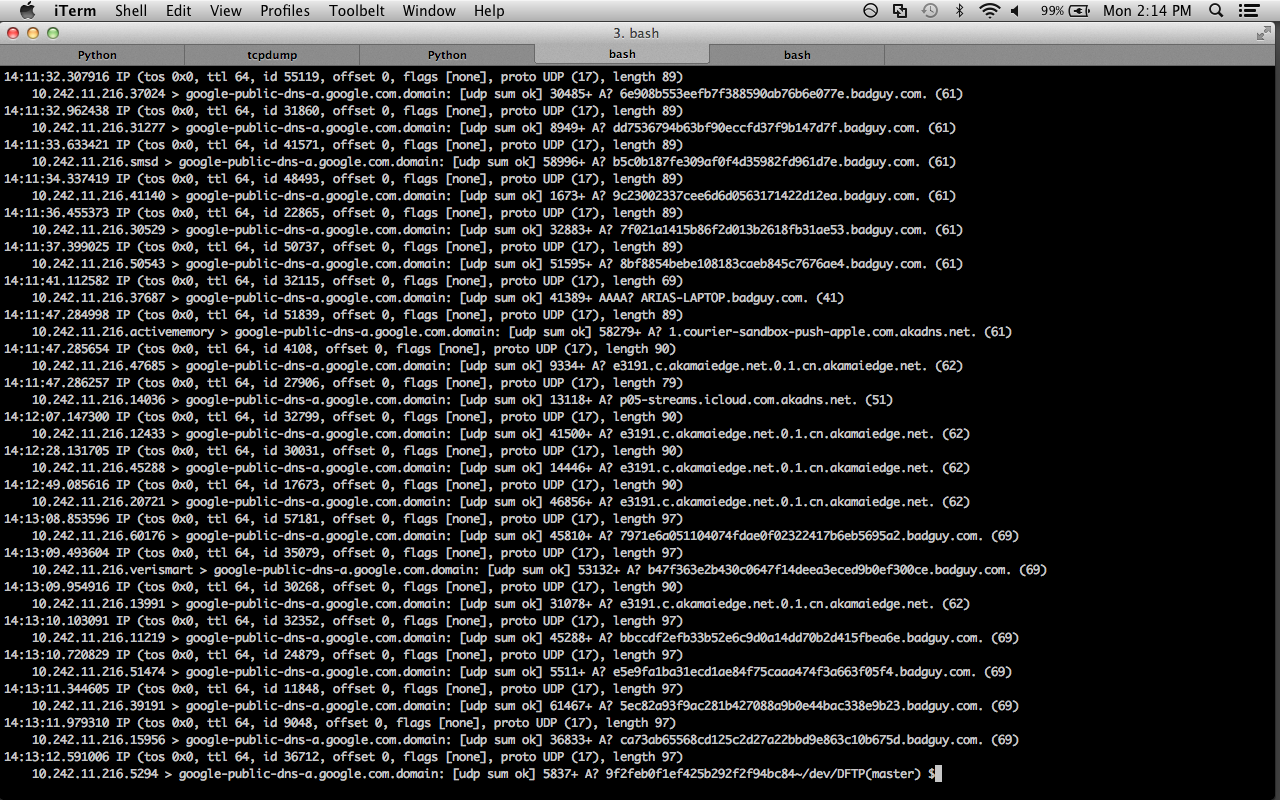 iTerm Shell Edit View Profiles Toolbelt Window Help 99% Mon 2:14 PM
3. bash
Python tcpdump Python bash bash
14:11:32.307916 IP (tos 0x0, ttl 64, id 55119, offset 0, flags [none], proto UDP (17), length 89)
10.242.11.216.37024 > google-public-dns-a.google.com.domain: [udp sum ok] 30485+ A? 6e908b553eefb7f388590ab76b6e077e.badguy.com. (61)
14:11:32.962438 IP (tos 0x0, ttl 64, id 31860, offset 0, flags [none], proto UDP (17), length 89)
10.242.11.216.31277 > google-public-dns-a.google.com.domain: [udp sum ok] 8949+ A? dd7536794b63bf90eccfd37f9b147d7f.badguy.com. (61)
14:11:33.633421 IP (tos 0x0, ttl 64, id 41571, offset 0, flags [none], proto UDP (17), length 89)
10.242.11.216.smsd > google-public-dns-a.google.com.domain: [udp sum ok] 58996+ A? b5c0b187fe309af0f4d35982fd961d7e.badguy.com. (61)
14:11:34.337419 IP (tos 0x0, ttl 64, id 48493, offset 0, flags [none], proto UDP (17), length 89)
10.242.11.216.41140 > google-public-dns-a.google.com.domain: [udp sum ok] 1673+ A? 9c23002337cee6d6d0563171422d12ea.badguy.com. (61)
14:11:36.455373 IP (tos 0x0, ttl 64, id 22865, offset 0, flags [none], proto UDP (17), length 89)
10.242.11.216.30529 > google-public-dns-a.google.com.domain: [udp sum ok] 32883+ A? 7f021a1415b86f2d013b2618fb31ae53.badguy.com. (61)
14:11:37.399025 IP (tos 0x0, ttl 64, id 50737, offset 0, flags [none], proto UDP (17), length 89)
10.242.11.216.50543 > google-public-dns-a.google.com.domain: [udp sum ok] 51595+ A? 8bf8854bebe108183caeb845c7676ae4.badguy.com. (61)
14:11:41.112582 IP (tos 0x0, ttl 64, id 32115, offset 0, flags [none], proto UDP (17), length 69)
10.242.11.216.37687 > google-public-dns-a.google.com.domain: [udp sum ok] 41389+ AAAA? ARIAS-LAPTOP.badguy.com. (41)
14:11:47.284998 IP (tos 0x0, ttl 64, id 51839, offset 0, flags [none], proto UDP (17), length 89)
10.242.11.216.activememory > google-public-dns-a.google.com.domain: [udp sum ok] 58279+ A? 1.courier-sandbox-push-apple.com.akadns.net. (61)
14:11:47.285654 IP (tos 0x0, ttl 64, id 4108, offset 0, flags [none], proto UDP (17), length 90)
10.242.11.216.47685 > google-public-dns-a.google.com.domain: [udp sum ok] 9334+ A? e3191.c.akamaiedge.net.0.1.cn.akamaiedge.net. (62)
14:11:47.286257 IP (tos 0x0, ttl 64, id 27906, offset 0, flags [none], proto UDP (17), length 79)
10.242.11.216.14036 > google-public-dns-a.google.com.domain: [udp sum ok] 13118+ A? p05-streams.icloud.com.akadns.net. (51)
14:12:07.147300 IP (tos 0x0, ttl 64, id 32799, offset 0, flags [none], proto UDP (17), length 90)
10.242.11.216.12433 > google-public-dns-a.google.com.domain: [udp sum ok] 41500+ A? e3191.c.akamaiedge.net.0.1.cn.akamaiedge.net. (62)
14:12:28.131705 IP (tos 0x0, ttl 64, id 30031, offset 0, flags [none], proto UDP (17), length 90)
10.242.11.216.45288 > google-public-dns-a.google.com.domain: [udp sum ok] 14446+ A? e3191.c.akamaiedge.net.0.1.cn.akamaiedge.net. (62)
14:12:49.085616 IP (tos 0x0, ttl 64, id 17673, offset 0, flags [none], proto UDP (17), length 90)
10.242.11.216.20721 > google-public-dns-a.google.com.domain: [udp sum ok] 46856+ A? e3191.c.akamaiedge.net.0.1.cn.akamaiedge.net. (62)
14:13:08.853596 IP (tos 0x0, ttl 64, id 57181, offset 0, flags [none], proto UDP (17), length 97)
10.242.11.216.60176 > google-public-dns-a.google.com.domain: [udp sum ok] 45810+ A? 7971e6a051104074fdae0f02322417b6eb5695a2.badguy.com. (69)
14:13:09.493604 IP (tos 0x0, ttl 64, id 35079, offset 0, flags [none], proto UDP (17), length 97)
10.242.11.216.verismart > google-public-dns-a.google.com.domain: [udp sum ok] 53132+ A? b47f363e2b430c0647f14deea3eced9b0ef300ce.badguy.com. (69)
14:13:09.954916 IP (tos 0x0, ttl 64, id 30268, offset 0, flags [none], proto UDP (17), length 90)
10.242.11.216.13991 > google-public-dns-a.google.com.domain: [udp sum ok] 31078+ A? e3191.c.akamaiedge.net.0.1.cn.akamaiedge.net. (62)
14:13:10.103091 IP (tos 0x0, ttl 64, id 32352, offset 0, flags [none], proto UDP (17), length 97)
10.242.11.216.11219 > google-public-dns-a.google.com.domain: [udp sum ok] 45288+ A? bbccdf2efb33b52e6c9d0a14dd70b2d415fbea6e.badguy.com. (69)
14:13:10.720829 IP (tos 0x0, ttl 64, id 24879, offset 0, flags [none], proto UDP (17), length 97)
10.242.11.216.51474 > google-public-dns-a.google.com.domain: [udp sum ok] 5511+ A? e5e9fa1ba31ecd1ae84f75caaa474f3a663f05f4.badguy.com. (69)
14:13:11.344605 IP (tos 0x0, ttl 64, id 11848, offset 0, flags [none], proto UDP (17), length 97)
10.242.11.216.39191 > google-public-dns-a.google.com.domain: [udp sum ok] 61467+ A? 5ec82a93f9ac281b427088a9b0e44bac338e9b23.badguy.com. (69)
14:13:11.979310 IP (tos 0x0, ttl 64, id 9048, offset 0, flags [none], proto UDP (17), length 97)
10.242.11.216.15956 > google-public-dns-a.google.com.domain: [udp sum ok] 36833+ A? ca73ab65568cd125c2d27a22bbd9e863c10b675d.badguy.com. (69)
14:13:12.591006 IP (tos 0x0, ttl 64, id 36712, offset 0, flags [none], proto UDP (17), length 97)
10.242.11.216.5294 > google-public-dns-a.google.com.domain: [udp sum ok] 5837+ A? 9f2feb0f1ef425b292f2f94bc84~/dev/DFTP(master) $